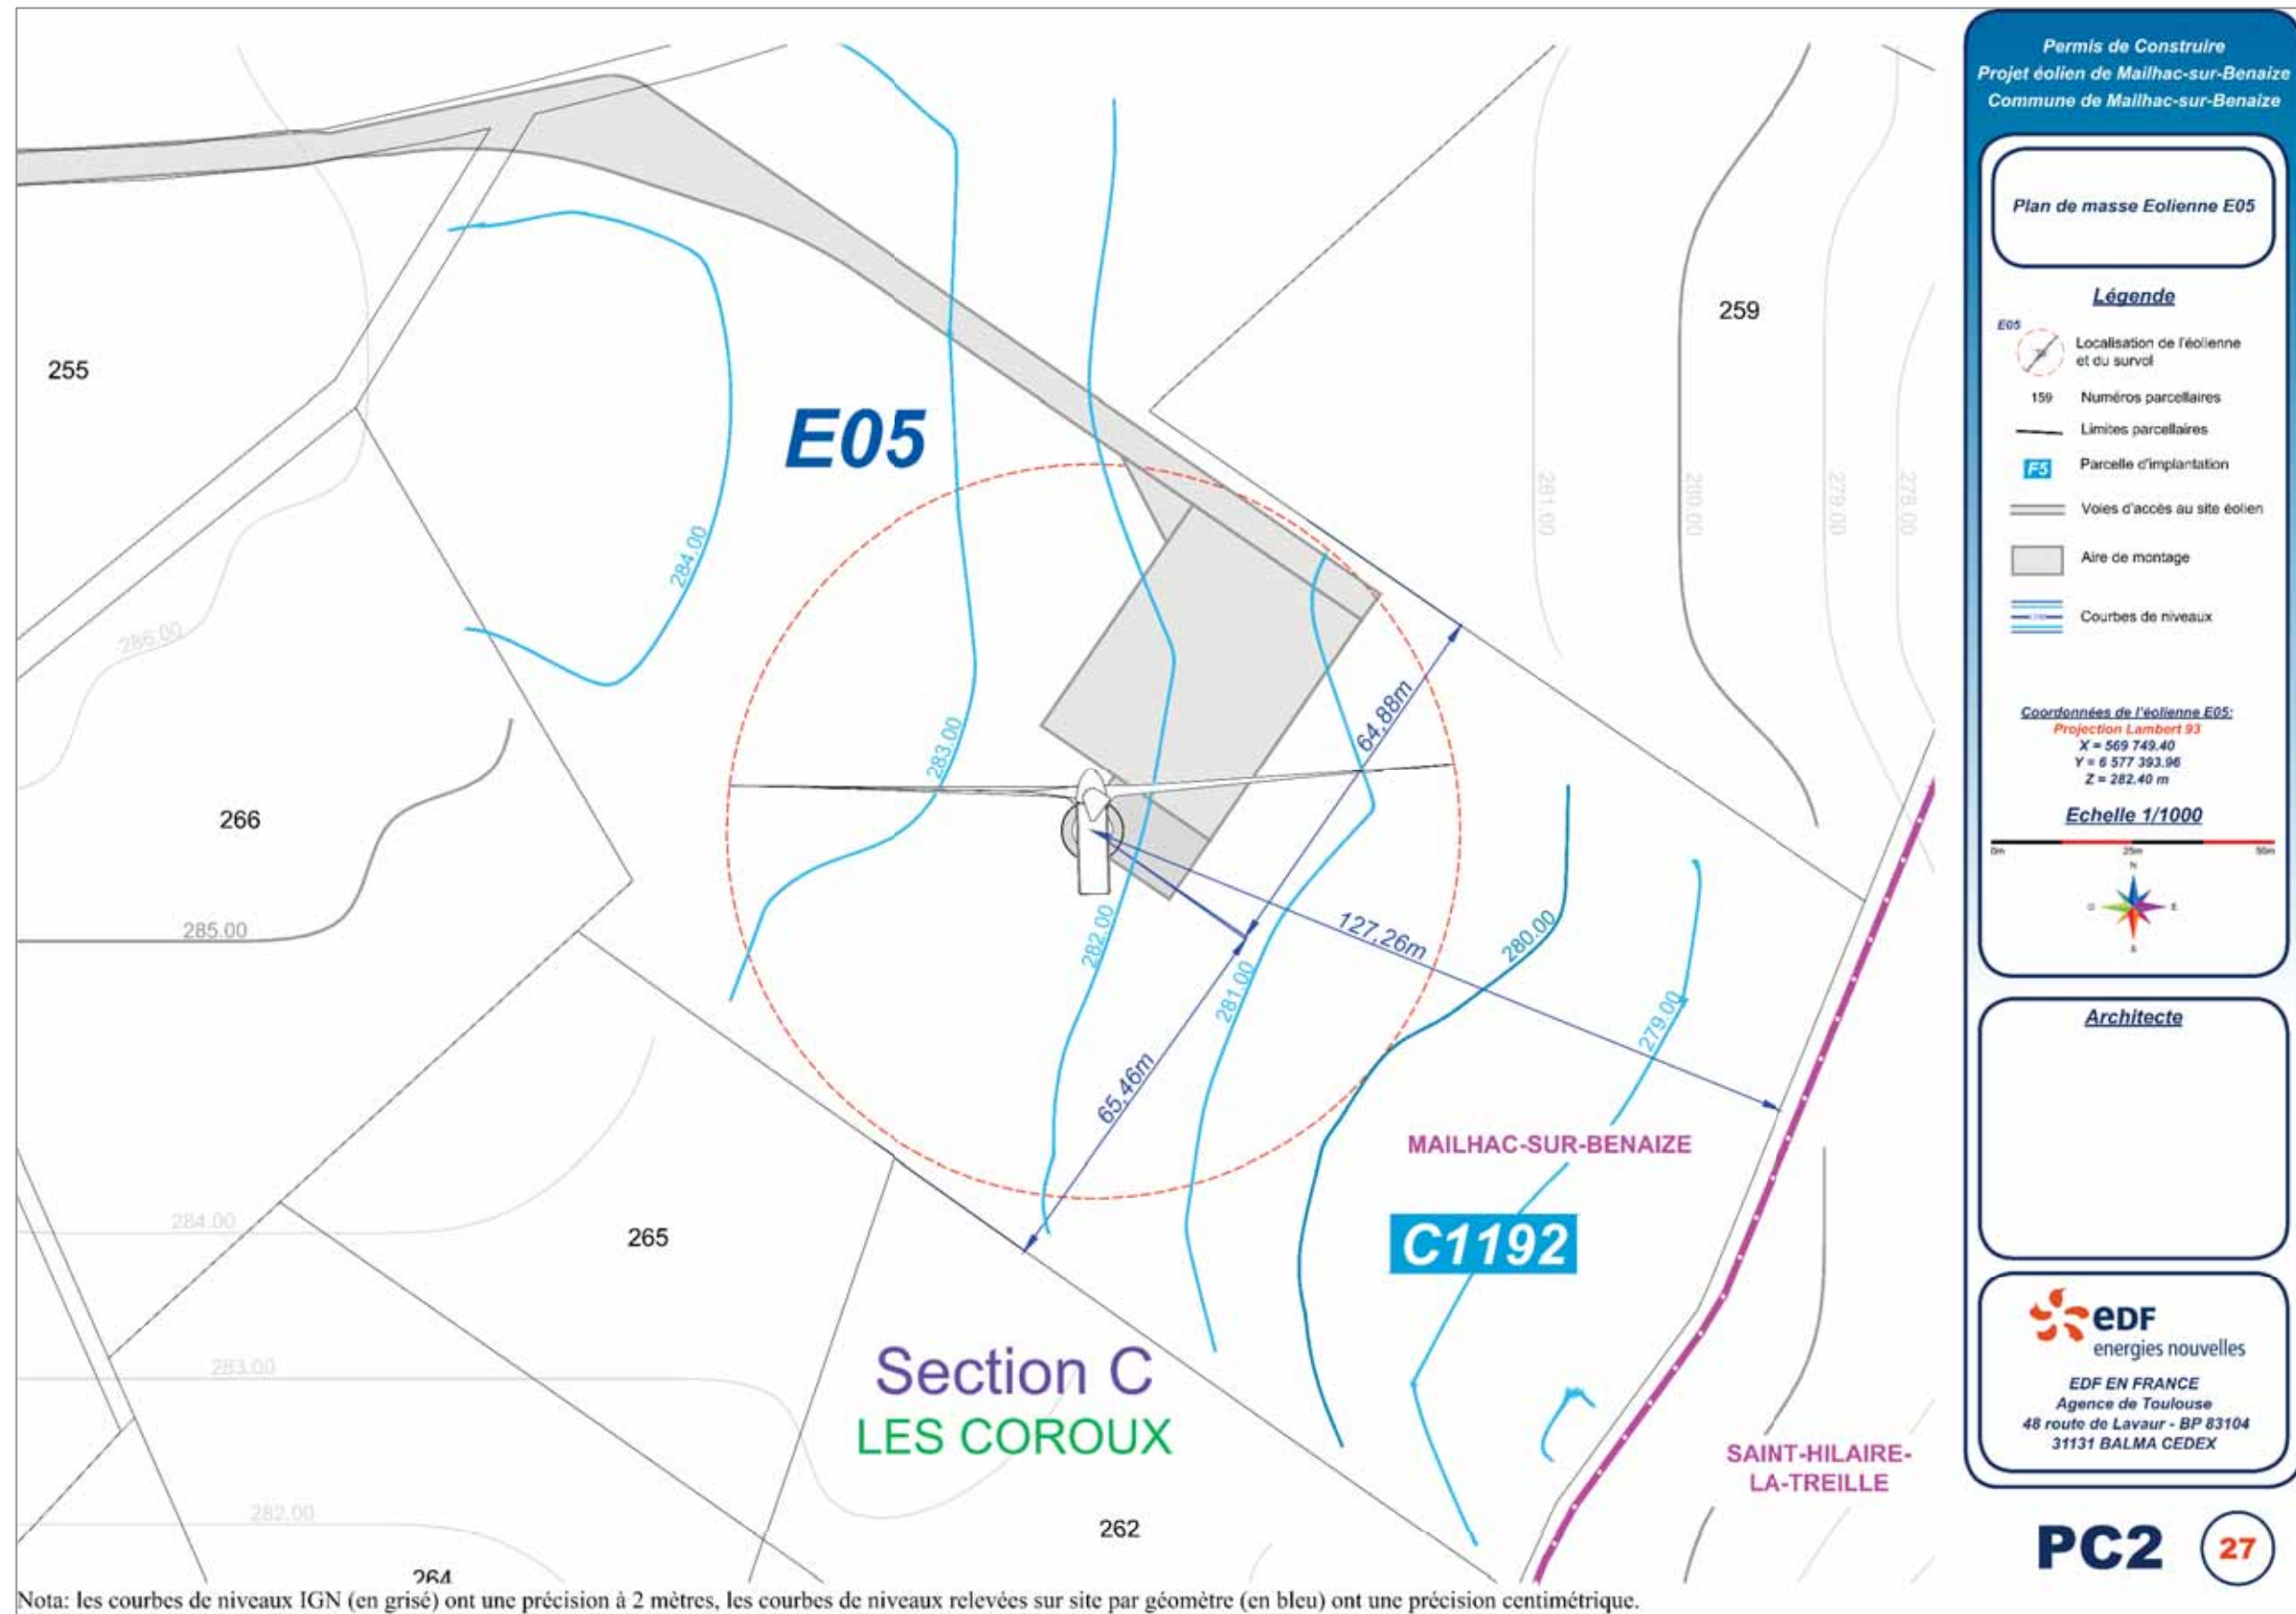 255
266
265
264
262
259
E05
284.00
283.00
282.00
281.00
280.00
279.00
286.00
285.00
284.00
283.00
282.00
281.00
280.00
279.00
278.00
64,88m
65,46m
127,26m
MAILHAC-SUR-BENAIZE
C1192
Section C
LES COROUX
SAINT-HILAIRE-
LA-TREILLE
Nota: les courbes de niveaux IGN (en grisé) ont une précision à 2 mètres, les courbes de niveaux relevées sur site par géomètre (en bleu) ont une précision centimétrique.
Permis de Construire
Projet éolien de Mailhac-sur-Benaize
Commune de Mailhac-sur-Benaize
Plan de masse Eolienne E05
Légende
E05
Localisation de l'éolienne
et du survol
159 Numéros parcellaires
Limites parcellaires
F5 Parcelle d'implantation
Voies d'accès au site éolien
Aire de montage
Courbes de niveaux
Coordonnées de l'éolienne E05:
Projection Lambert 93
X = 569 749.40
Y = 6 577 393.96
Z = 282.40 m
Echelle 1/1000
0m 25m 50m
N
O E
S
Architecte
eDF
energies nouvelles
EDF EN FRANCE
Agence de Toulouse
48 route de Lavaur - BP 83104
31131 BALMA CEDEX
PC2 27